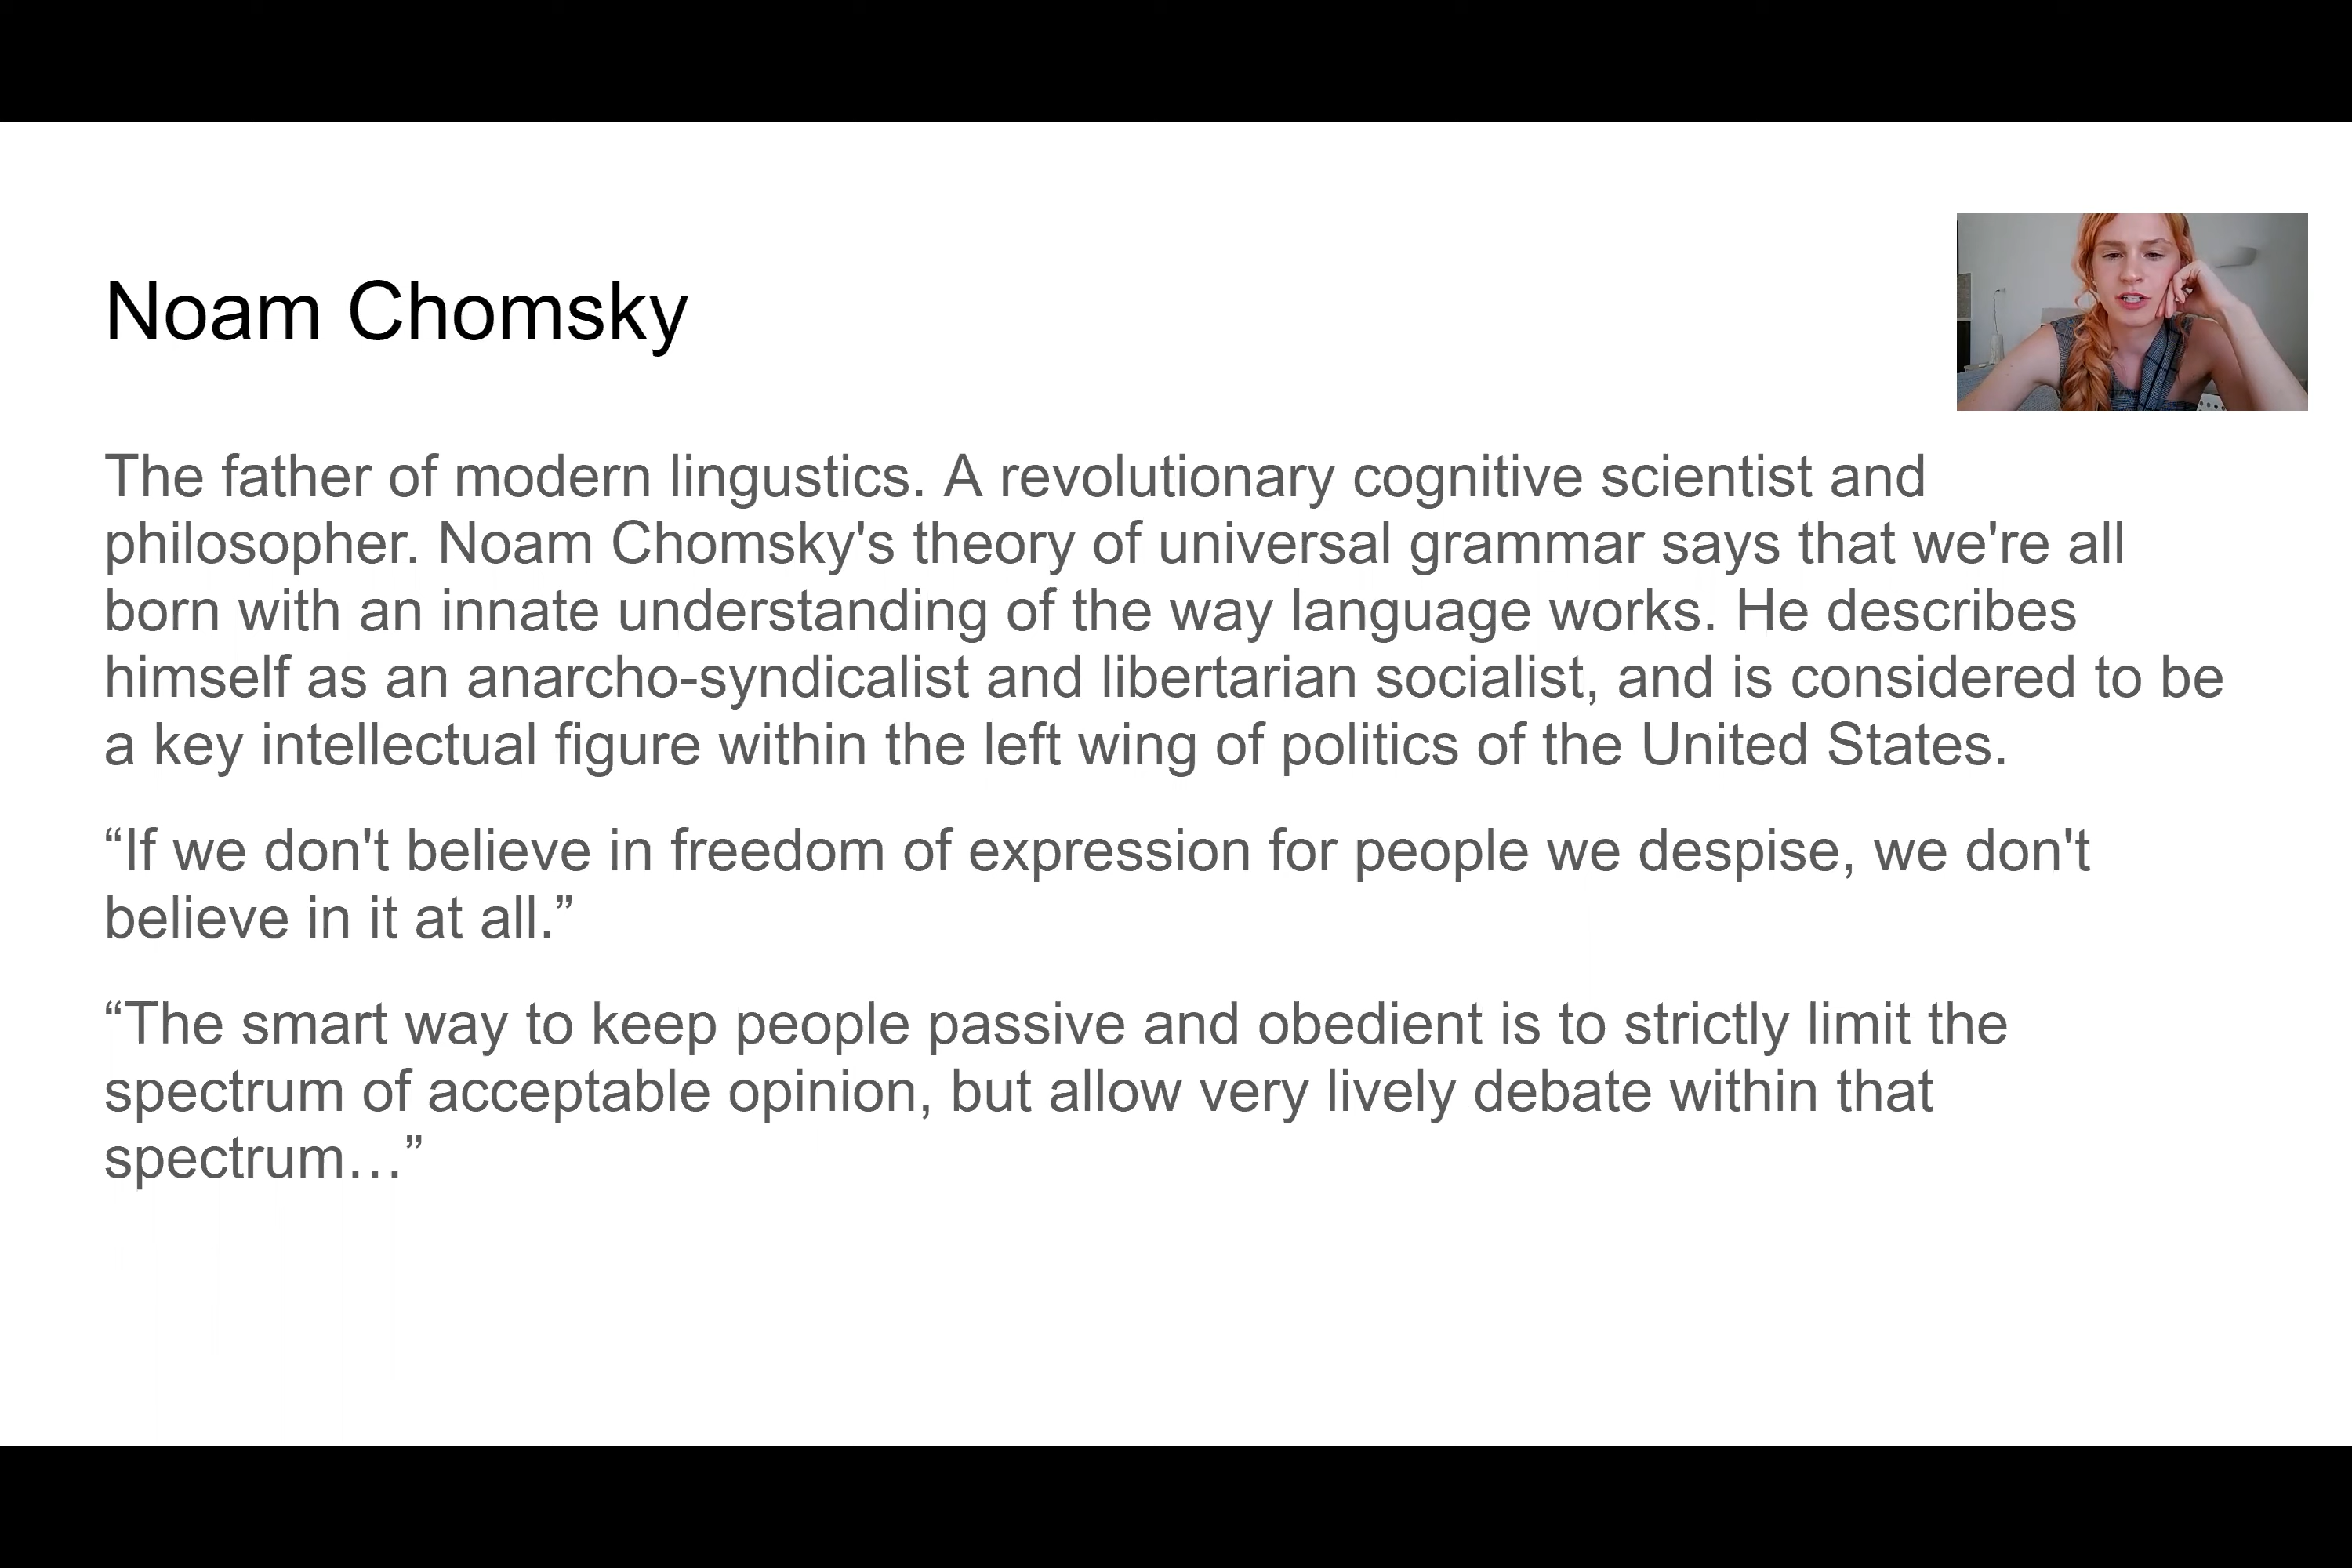 Noam Chomsky
The father of modern lingustics. A revolutionary cognitive scientist and
philosopher. Noam Chomsky's theory of universal grammar says that we're all
born with an innate understanding of the way language works. He describes
himself as an anarcho-syndicalist and libertarian socialist, and is considered to be
a key intellectual figure within the left wing of politics of the United States.
“If we don't believe in freedom of expression for people we despise, we don't
believe in it at all.”
“The smart way to keep people passive and obedient is to strictly limit the
spectrum of acceptable opinion, but allow very lively debate within that
spectrum…”